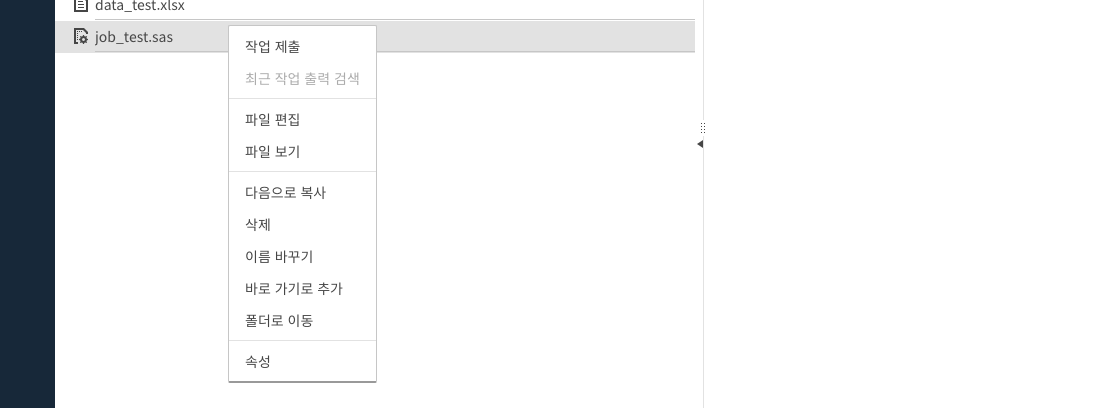 data_test.xlsx
job_test.sas
작업 제출
최근 작업 출력 검색
파일 편집
파일 보기
다음으로 복사
삭제
이름 바꾸기
바로 가기로 추가
폴더로 이동
속성